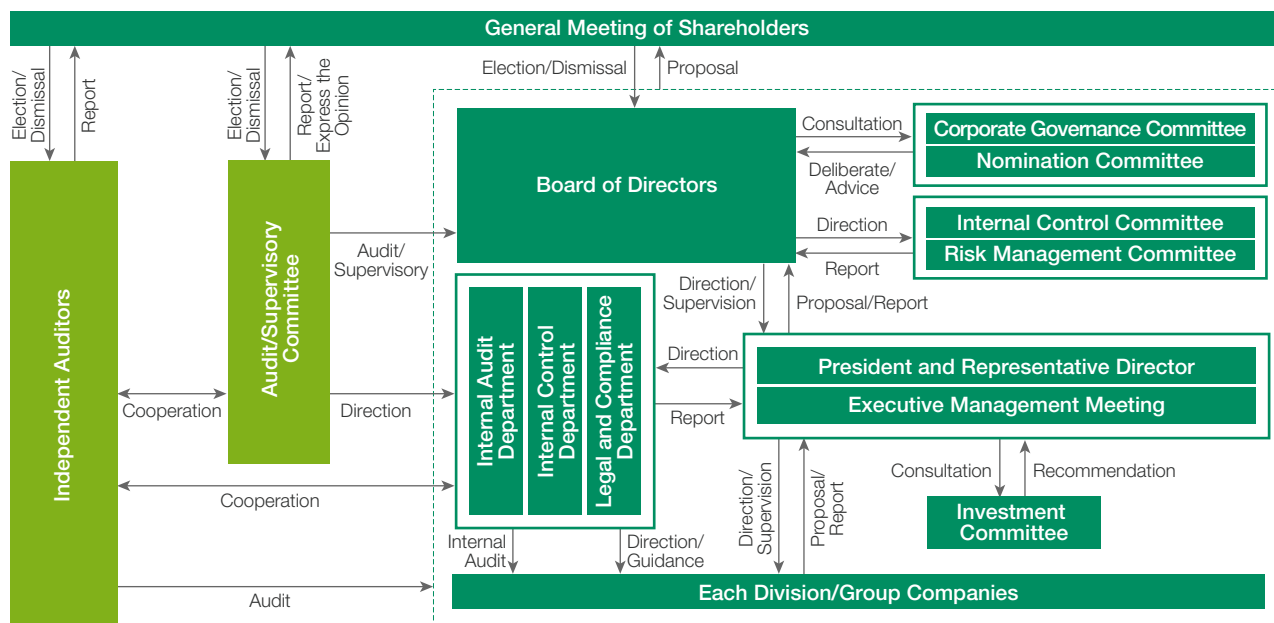 General Meeting of Shareholders
Election/
Dismissal
Report
Election/
Dismissal
Report/
Express the
Opinion
Election/Dismissal
Proposal
Board of Directors
Consultation
Deliberate/
Advice
Corporate Governance Committee
Nomination Committee
Direction
Report
Internal Control Committee
Risk Management Committee
Independent Auditors
Audit/Supervisory
Committee
Audit/
Supervisory
Direction/
Supervision
Proposal/Report
Internal Audit
Department
Internal Control
Department
Legal and Compliance
Department
Direction
Report
President and Representative Director
Executive Management Meeting
Cooperation
Direction
Cooperation
Consultation
Recommendation
Investment
Committee
Direction/
Supervision
Proposal/
Report
Internal
Audit
Direction/
Guidance
Audit
Each Division/Group Companies